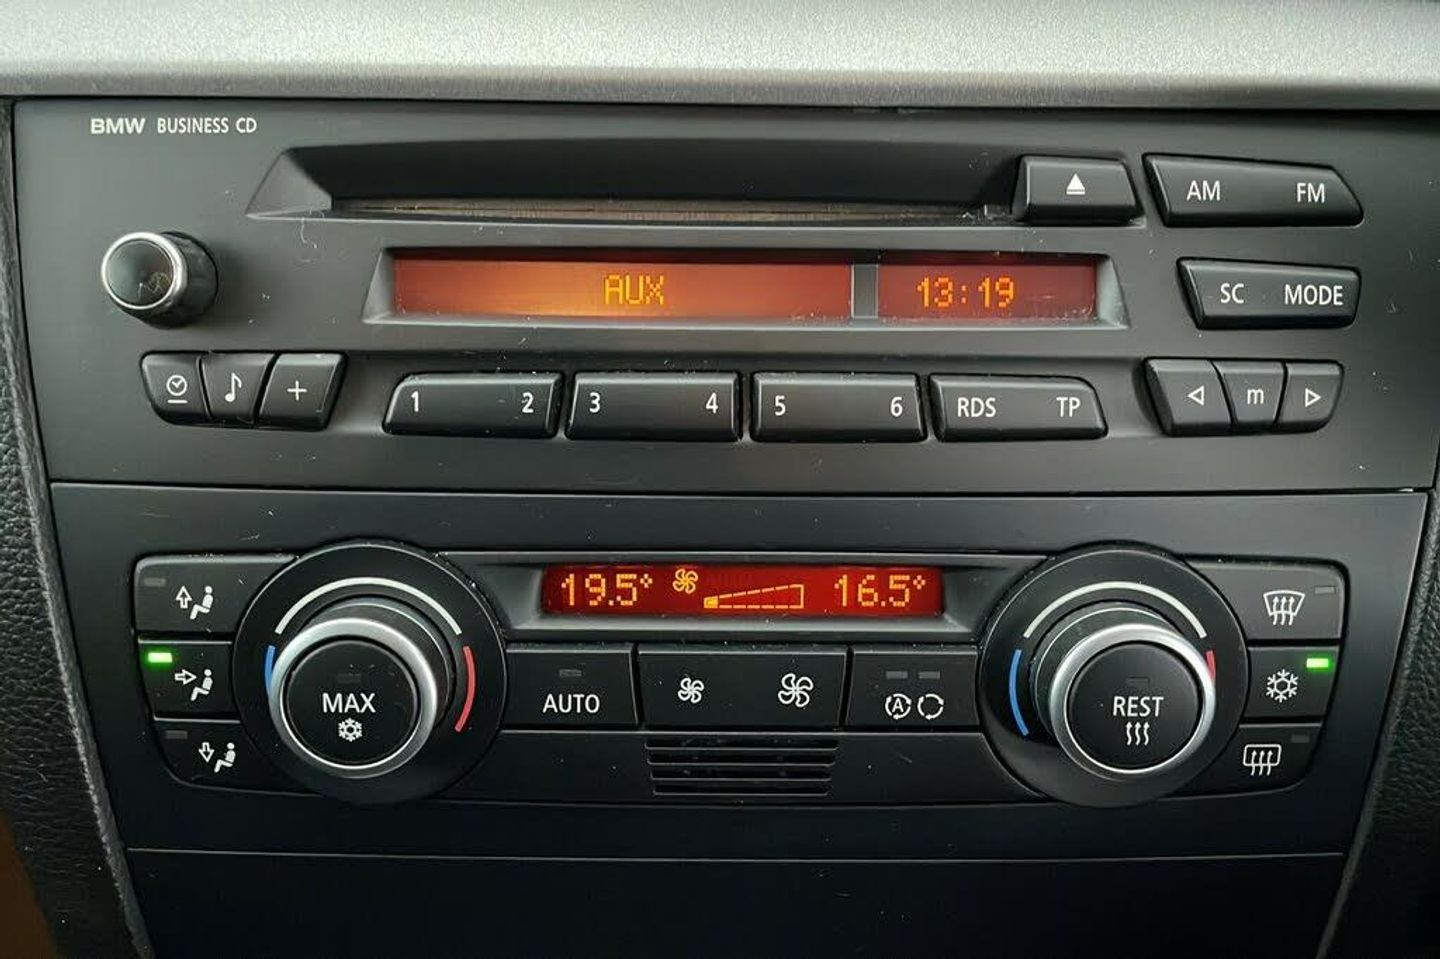 BMW BUSINESS CD
AM FM
AUX 13:19
SC MODE
1 2 3 4 5 6 RDS TP m
19.5° 16.5°
MAX AUTO A REST